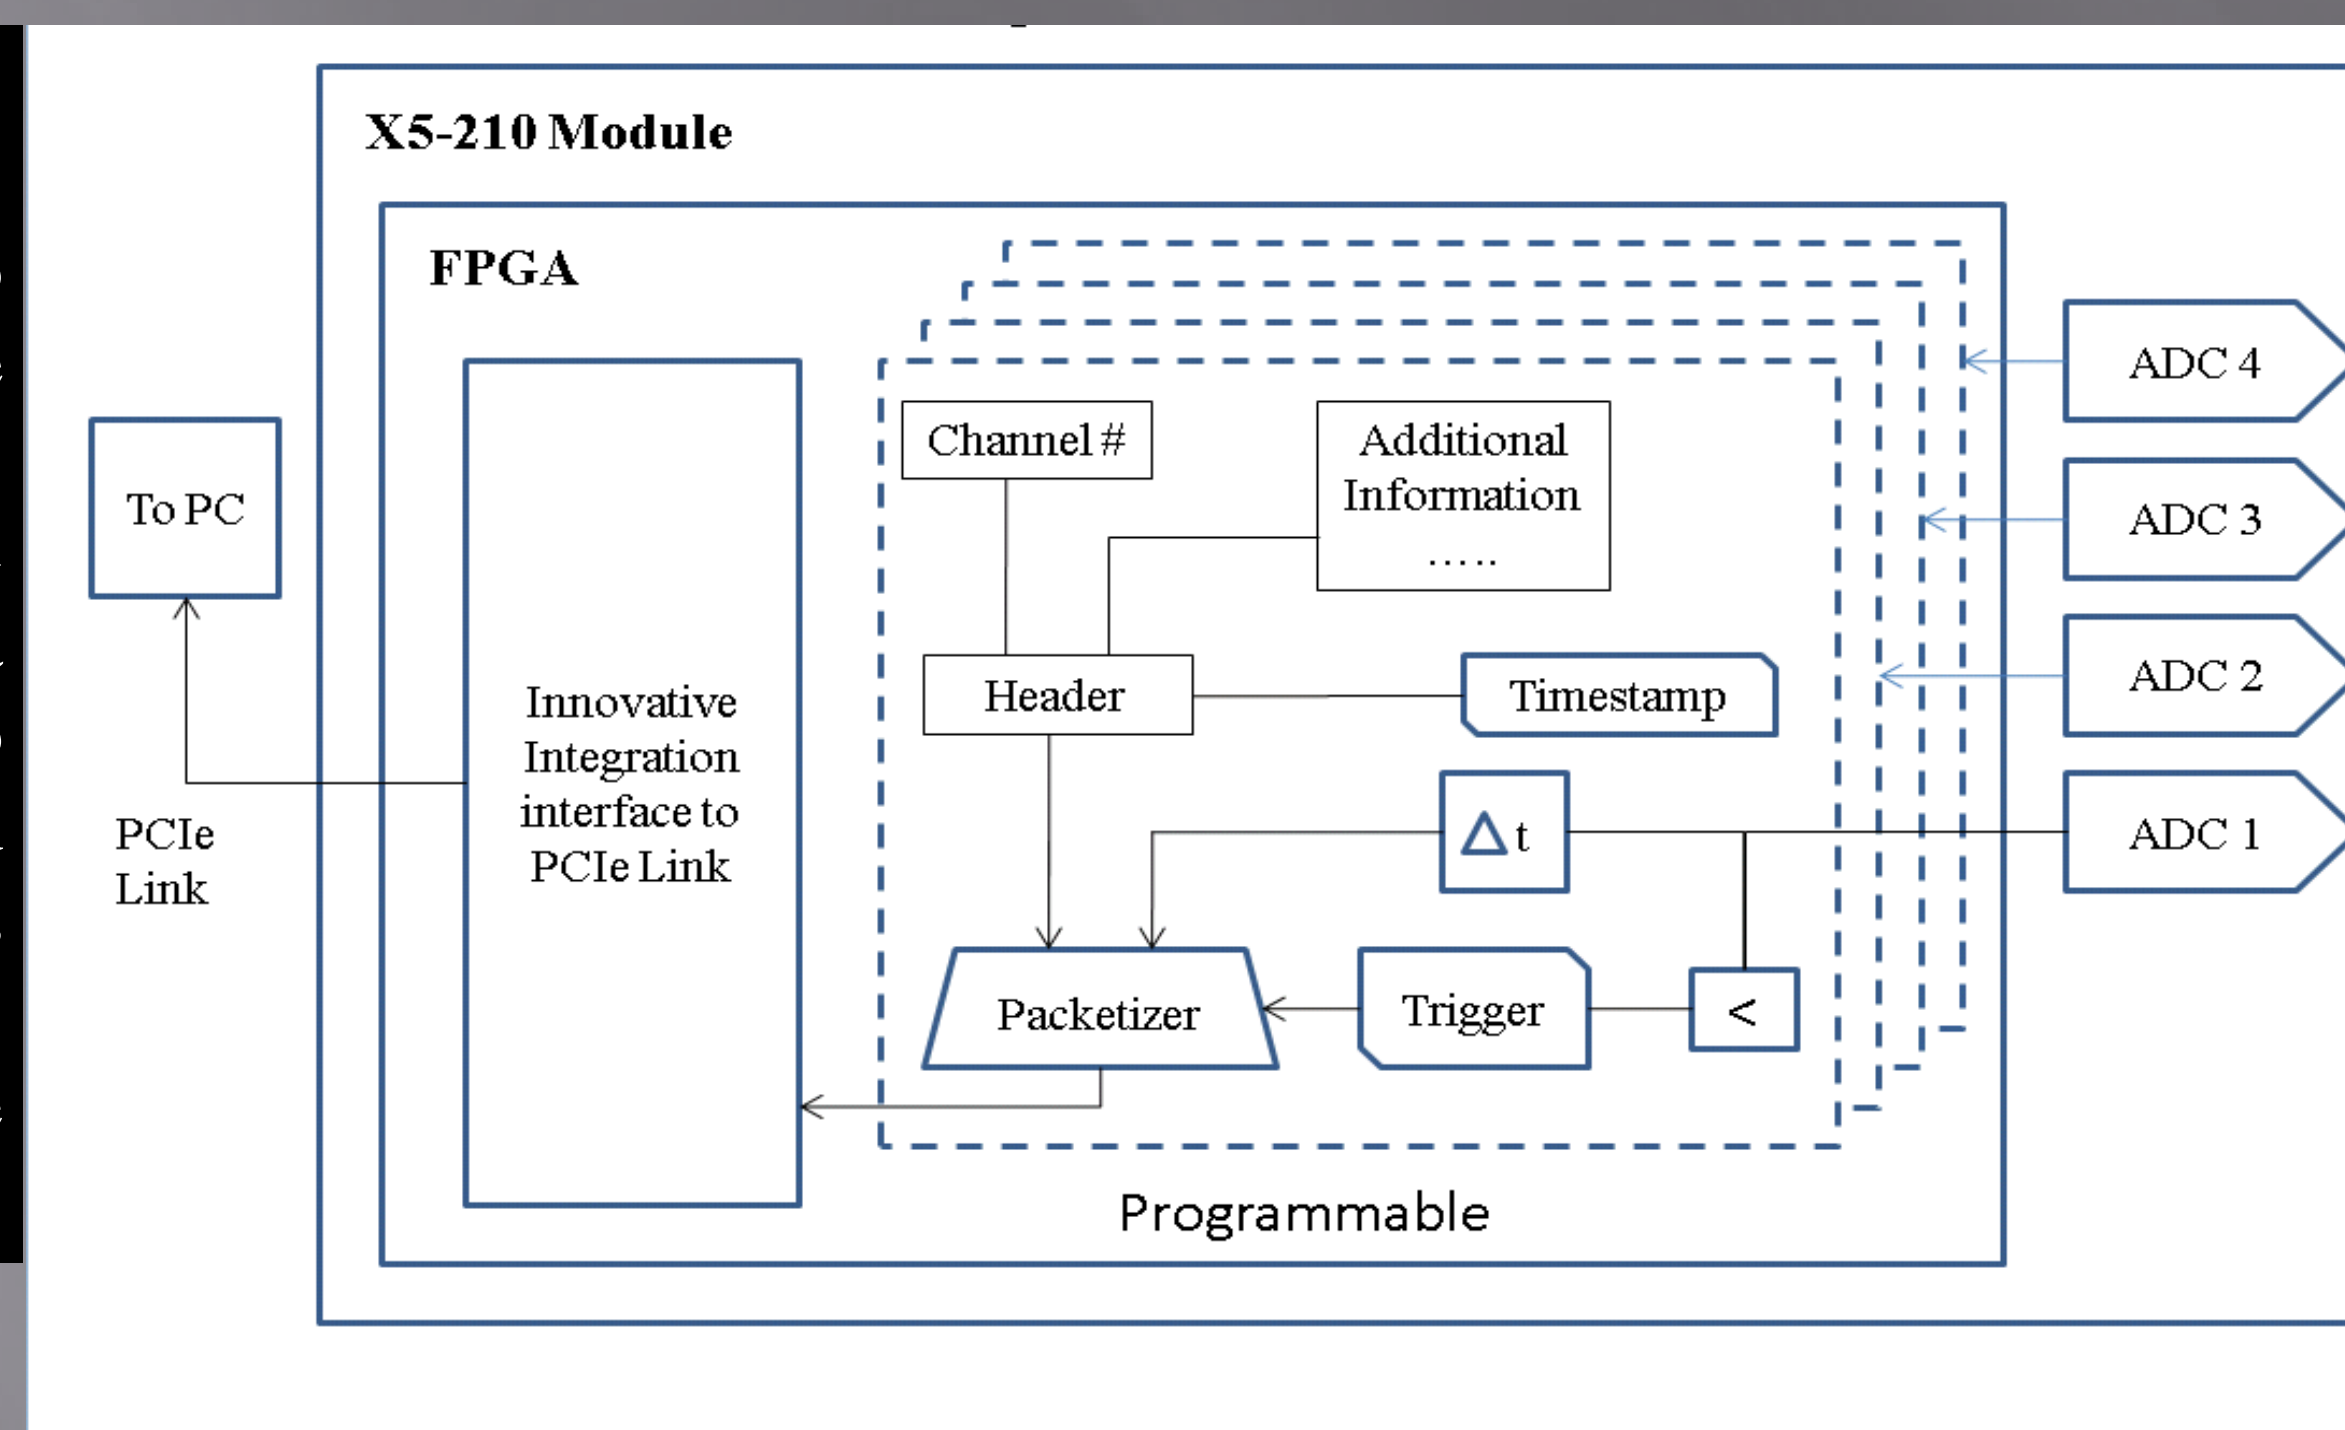 X5-210 Module
FPGA
To PC
PCIe
Link
Innovative
Integration
interface to
PCIe Link
Channel #
Additional
Information
.....
Header
Timestamp
△ t
Packetizer
Trigger
<
Programmable
ADC 4
ADC 3
ADC 2
ADC 1